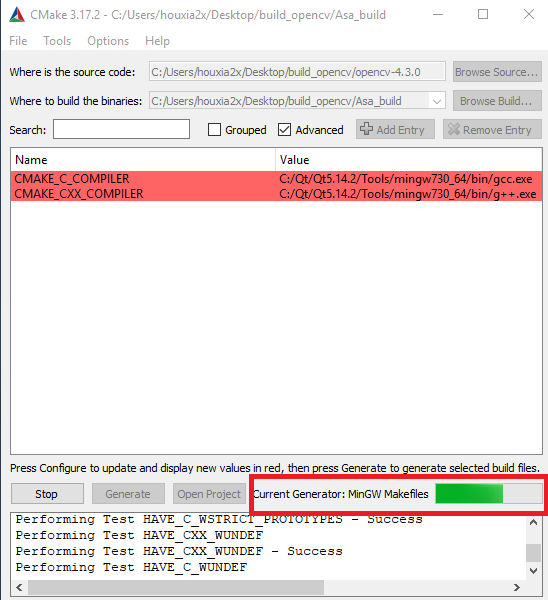 CMake 3.17.2 - C:/Users/houxia2x/Desktop/build_opencv/Asa_build
File Tools Options Help
Where is the source code: C:/Users/houxia2x/Desktop/build_opencv/opencv-4.3.0 Browse Source...
Where to build the binaries: C:/Users/houxia2x/Desktop/build_opencv/Asa_build Browse Build...
Search: Grouped Advanced Add Entry Remove Entry
Name Value
CMAKE_C_COMPILER C:/Qt/Qt5.14.2/Tools/mingw730_64/bin/gcc.exe
CMAKE_CXX_COMPILER C:/Qt/Qt5.14.2/Tools/mingw730_64/bin/g++.exe
Press Configure to update and display new values in red, then press Generate to generate selected build files.
Stop Generate Open Project Current Generator: MinGW Makefiles
Performing Test HAVE_C_WSTRICT_PROTOTYPES - Success
Performing Test HAVE_CXX_WUNDEF
Performing Test HAVE_CXX_WUNDEF - Success
Performing Test HAVE_C_WUNDEF